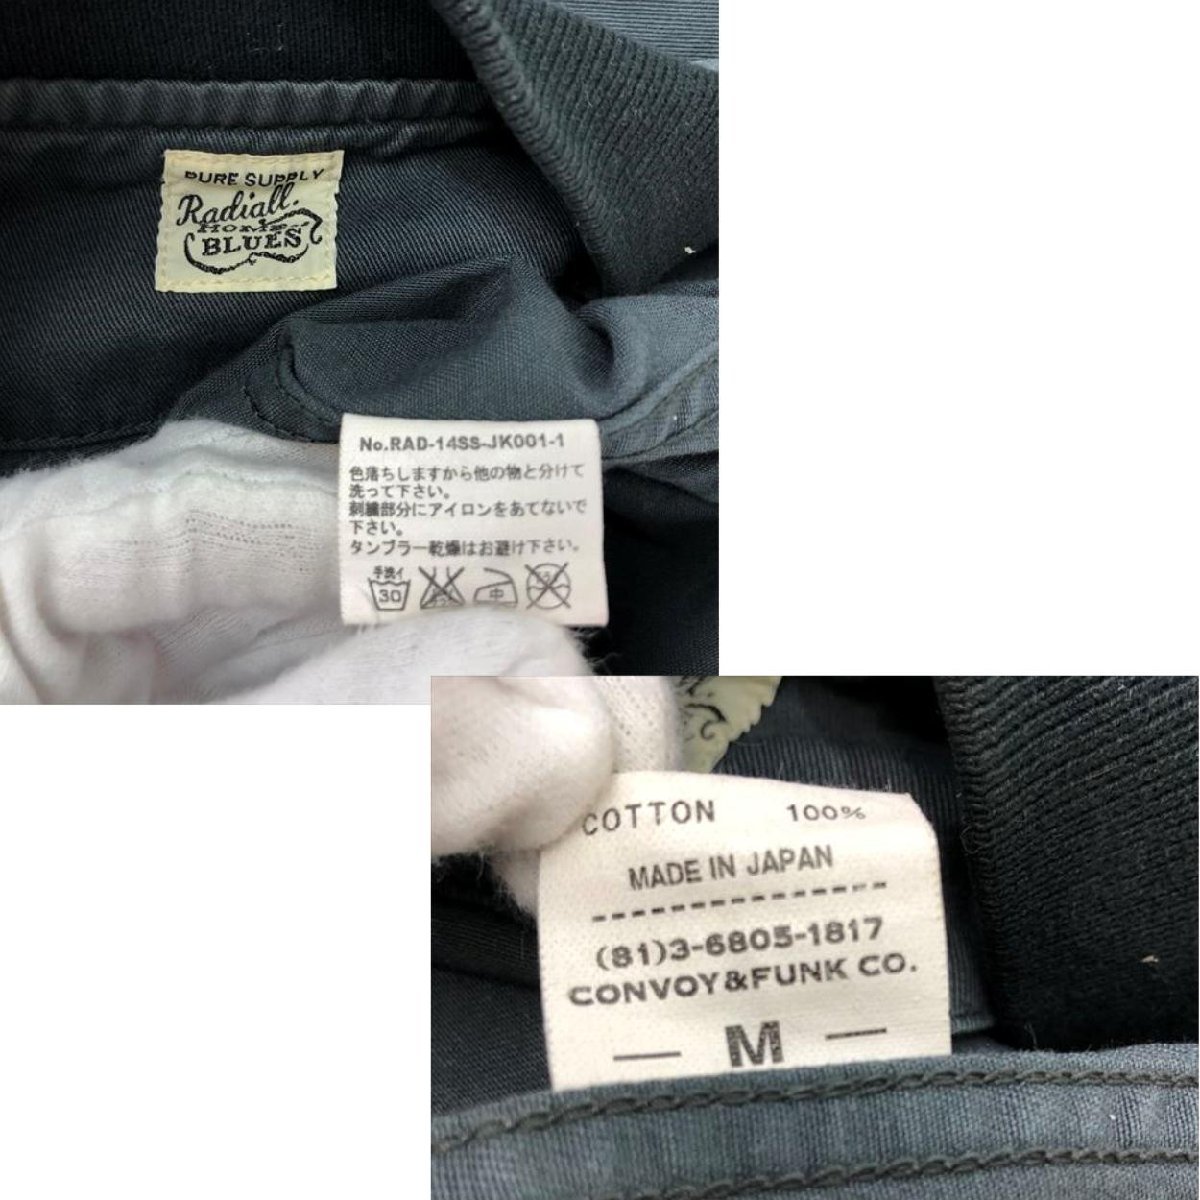 PURE SUPPLY
Radiall.
HOME
BLUES
No.RAD-14SS-JK001-1
色落ちしますから他の物と分けて
洗って下さい。
刺繍部分にアイロンをあてないで
下さい。
タンブラー乾燥はお避け下さい。
手洗イ
30 中
COTTON 100%
MADE IN JAPAN
(81)3-6805-1817
CONVOY&FUNK CO.
— M —